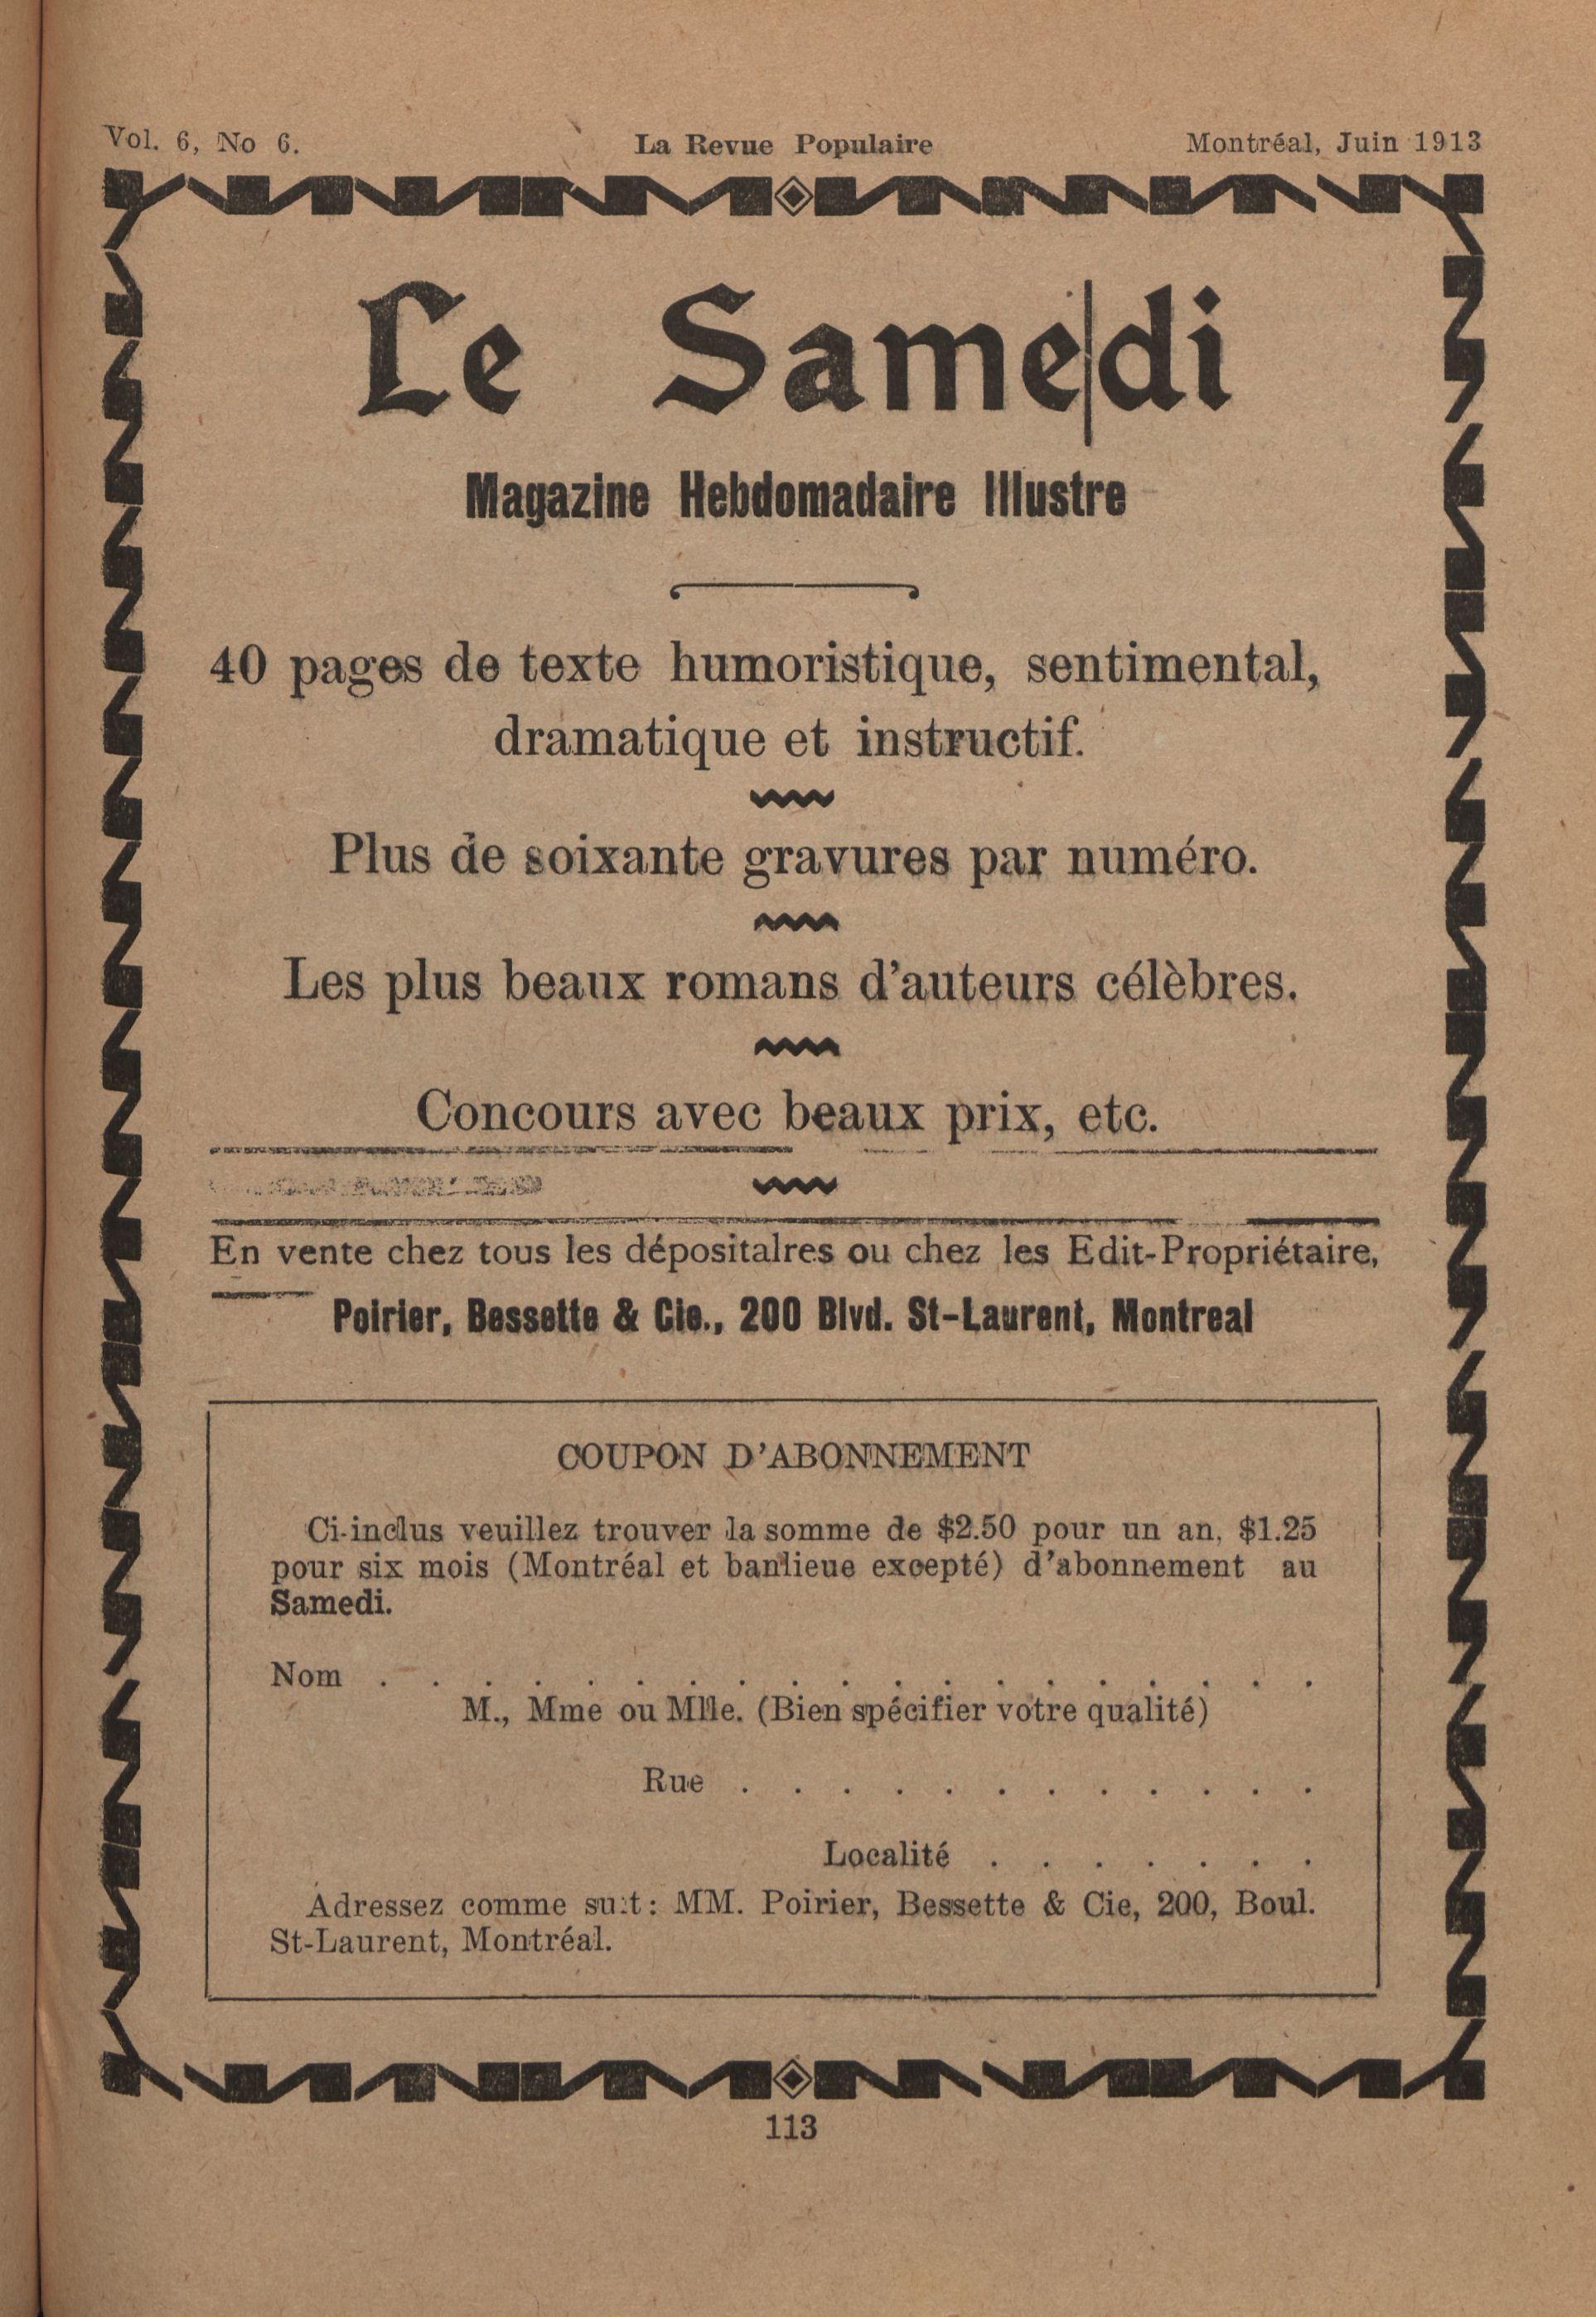 Vol. 6, No 6. La Revue Populaire Montréal, Juin 1913
Le Samedi
Magazine Hebdomadaire Illustre
40 pages de texte humoristique, sentimental,
dramatique et instructif.
Plus de soixante gravures par numéro.
Les plus beaux romans d'auteurs célèbres.
Concours avec beaux prix, etc.
En vente chez tous les dépositalres ou chez les Edit-Propriétaire,
Poirier, Bessette & Cie., 200 Blvd. St-Laurent, Montreal
COUPON D'ABONNEMENT
Ci-inclus veuillez trouver la somme de $2.50 pour un an, $1.25
pour six mois (Montréal et banlieue excepté) d'abonnement au
Samedi.
Nom . . . . . . . . . . . . . . . . . . .
M., Mme ou Mlle. (Bien spécifier votre qualité)
Rue . . . . . . . . . . . .
Localité . . . . . . .
Adressez comme suit: MM. Poirier, Bessette & Cie, 200, Boul.
St-Laurent, Montréal.
113